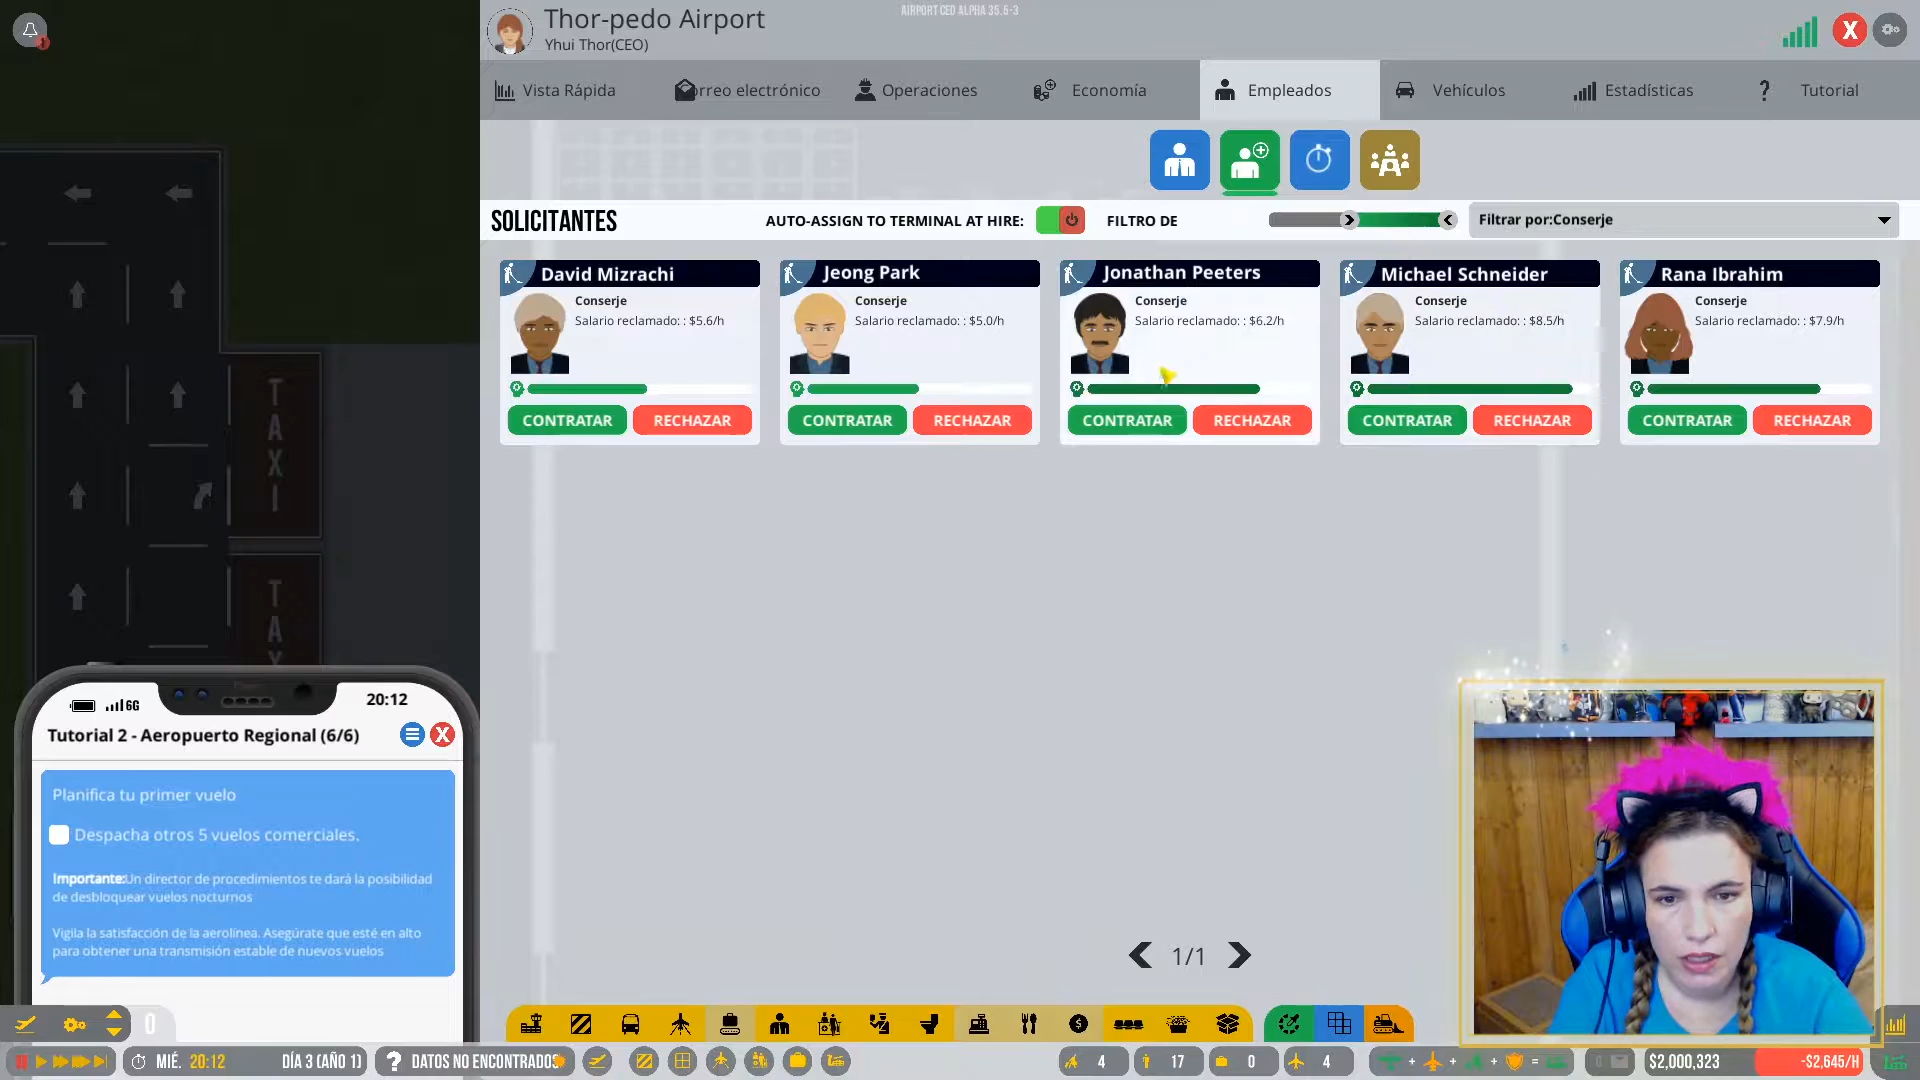 AIRPORT CEO ALPHA 35.5-3
Thor-pedo Airport
Yhui Thor(CEO)
X
Vista Rápida
orreo electrónico
Operaciones
Economía
Empleados
Vehículos
Estadísticas
? Tutorial
SOLICITANTES
AUTO-ASSIGN TO TERMINAL AT HIRE:
FILTRO DE
Filtrar por:Conserje
David Mizrachi
Conserje
Salario reclamado: : $5.6/h
CONTRATAR
RECHAZAR
Jeong Park
Conserje
Salario reclamado: : $5.0/h
CONTRATAR
RECHAZAR
Jonathan Peeters
Conserje
Salario reclamado: : $6.2/h
CONTRATAR
RECHAZAR
Michael Schneider
Conserje
Salario reclamado: : $8.5/h
CONTRATAR
RECHAZAR
Rana Ibrahim
Conserje
Salario reclamado: : $7.9/h
CONTRATAR
RECHAZAR
TAXI
TAX
6G
20:12
Tutorial 2 - Aeropuerto Regional (6/6)
X
Planifica tu primer vuelo
Despacha otros 5 vuelos comerciales.
Importante:Un director de procedimientos te dará la posibilidad
de desbloquear vuelos nocturnos
Vigila la satisfacción de la aerolínea. Asegúrate que esté en alto
para obtener una transmisión estable de nuevos vuelos
1/1
0
MIÉ. 20:12
DÍA 3 (AÑO 1)
? DATOS NO ENCONTRADOS
4
17
0
4
+ + + =
0
$2,000,323
-$2,645/H